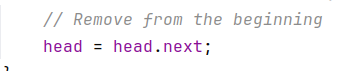 // Remove from the beginning
head = head.next;
}